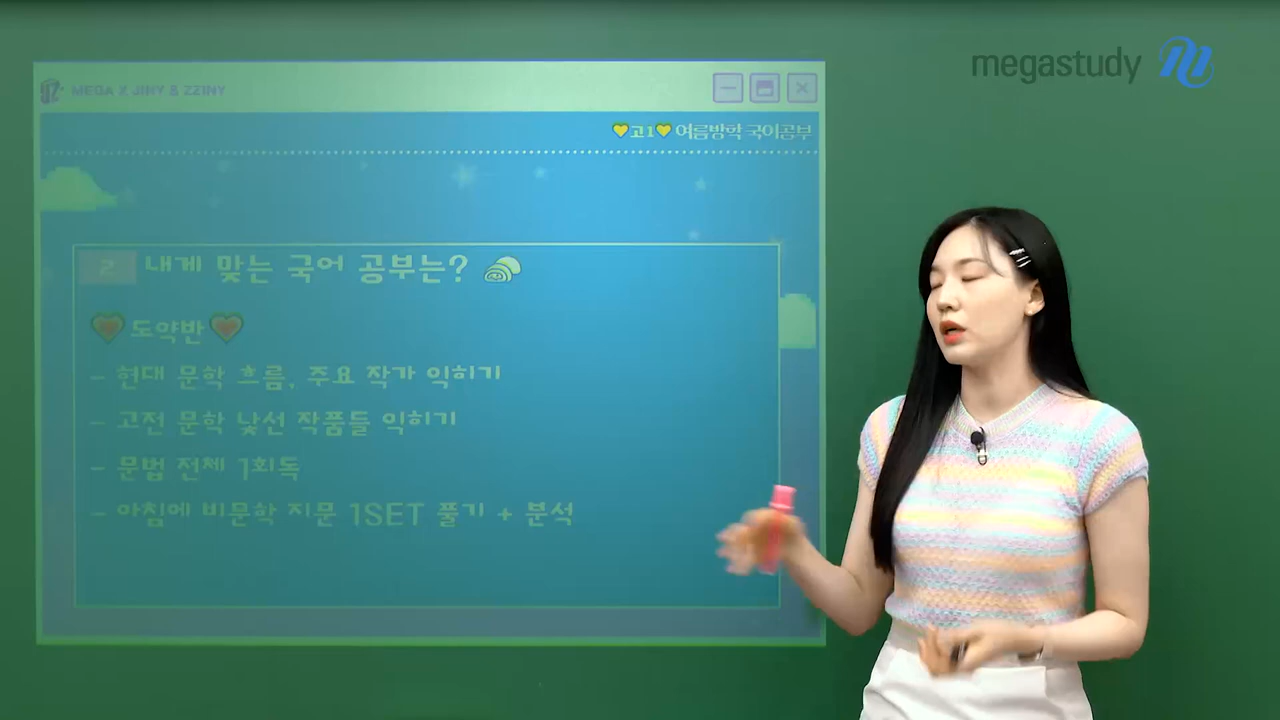 megastudy
MEGA X JINY & ZZINY
고1 여름방학 국어공부
2 내게 맞는 국어 공부는?
도약반
- 현대 문학 흐름, 주요 작가 익히기
- 고전 문학 낯선 작품들 익히기
- 문법 전체 1회독
- 아침에 비문학 지문 1SET 풀기 + 분석